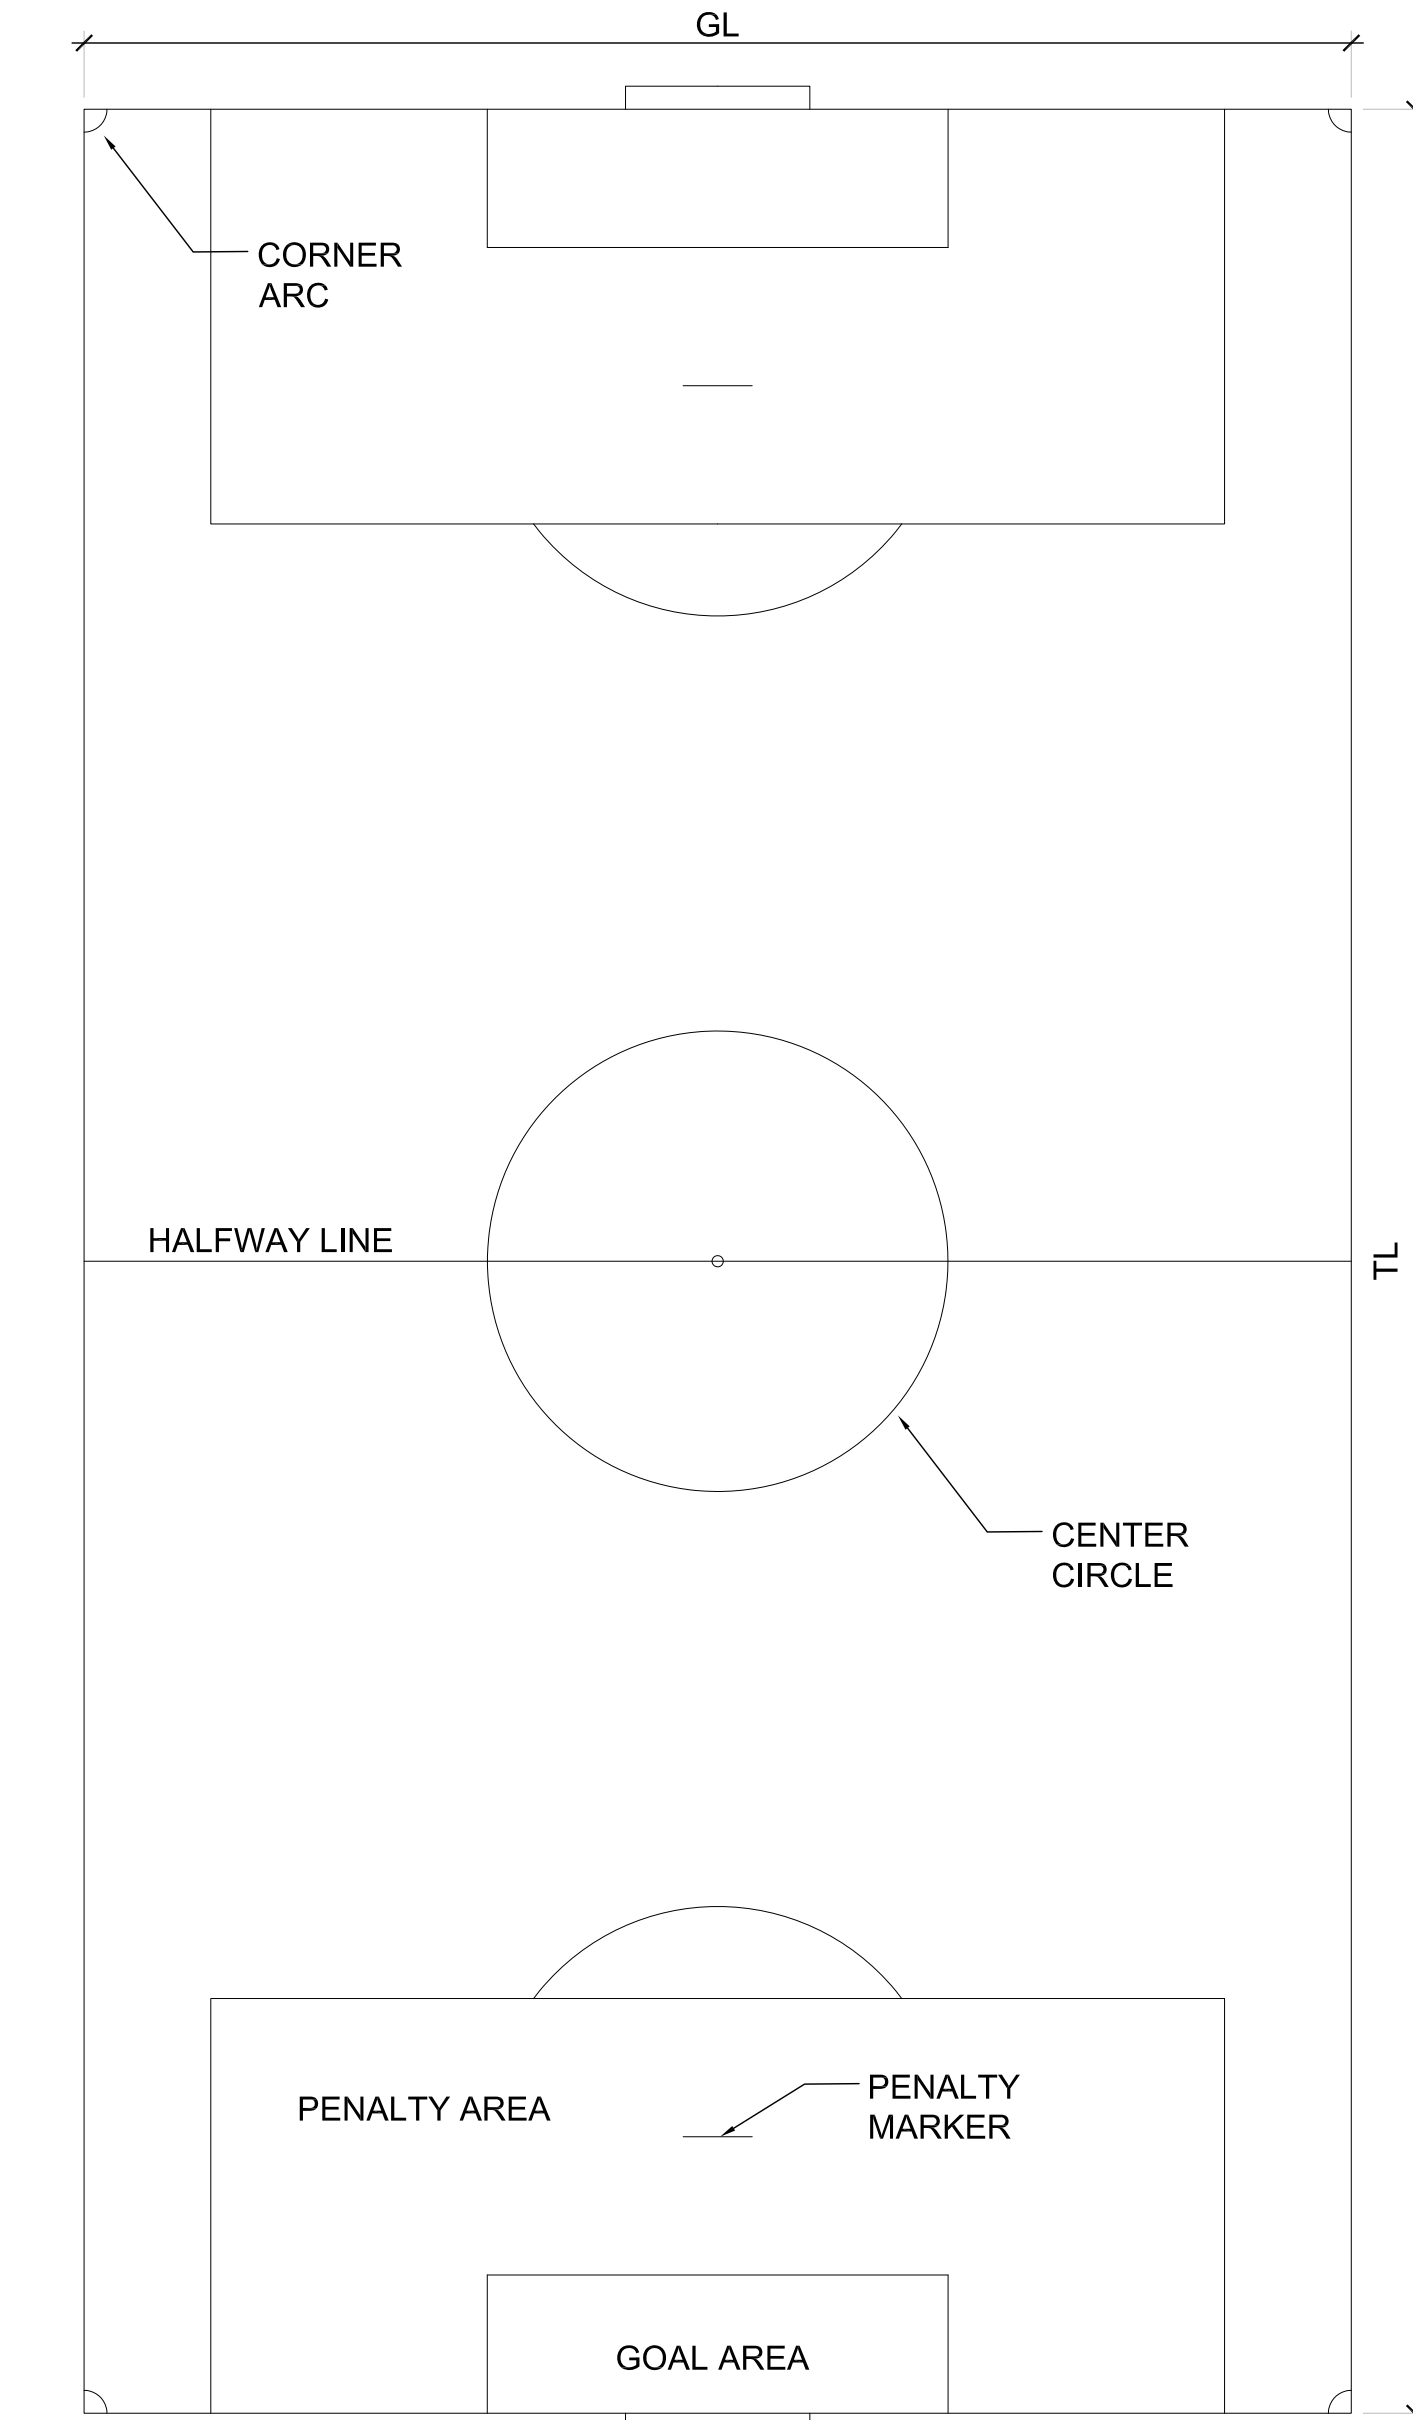 GL
CORNER
ARC
HALFWAY LINE
TL
CENTER
CIRCLE
PENALTY AREA
PENALTY
MARKER
GOAL AREA